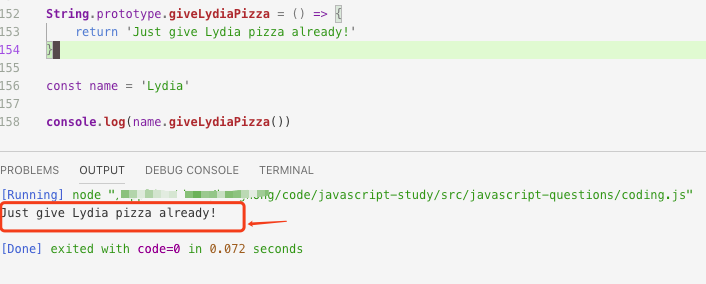 152 String.prototype.giveLydiaPizza = () => {
153 return 'Just give Lydia pizza already!'
154 }
155
156 const name = 'Lydia'
157
158 console.log(name.giveLydiaPizza())
PROBLEMS OUTPUT DEBUG CONSOLE TERMINAL
[Running] node "/code/javascript-study/src/javascript-questions/coding.js"
Just give Lydia pizza already!
[Done] exited with code=0 in 0.072 seconds